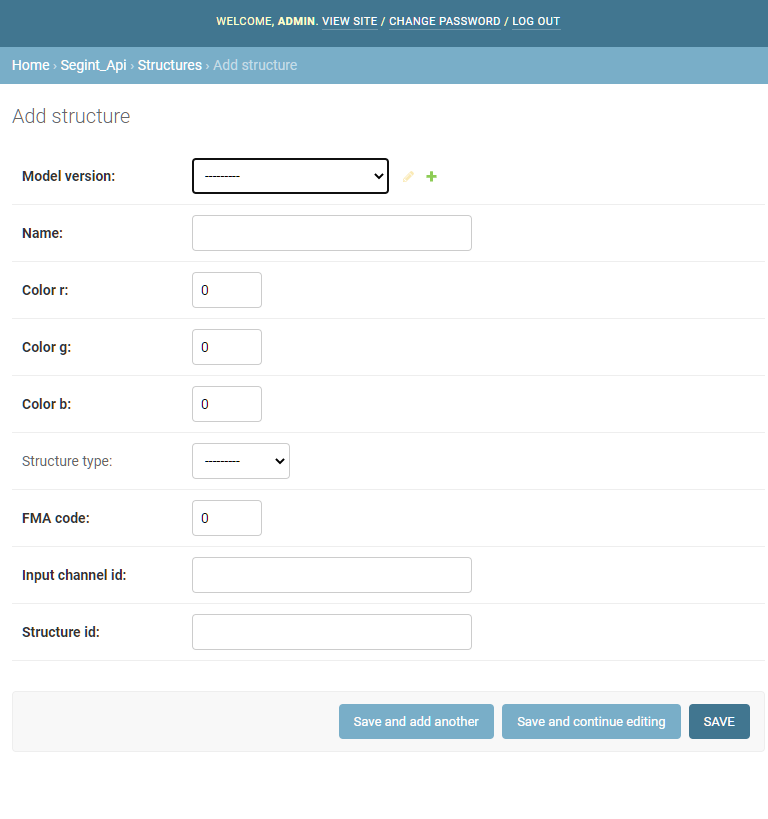 WELCOME, ADMIN. VIEW SITE / CHANGE PASSWORD / LOG OUT
Home › Segint_Api › Structures › Add structure
Add structure
Model version: ---------
Name:
Color r: 0
Color g: 0
Color b: 0
Structure type: ---------
FMA code: 0
Input channel id:
Structure id:
Save and add another Save and continue editing SAVE